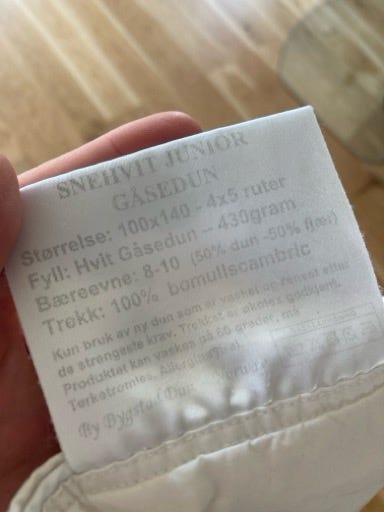 SNEHVIT JUNIOR
GÅSEDUN
Størrelse: 100x140 - 4x5 ruter
Fyll: Hvit Gåsedun – 430gram
Bæreevne: 8-10 (50% dun -50% fjær)
Trekk: 100% bomullscambric
Kun bruk av ny dun som er vasket og renset etter
de strengeste krav. Trekket er økotex godkjent.
Produktet kan vaskes på 60 grader, må
Tørketromles.
By Bygstad